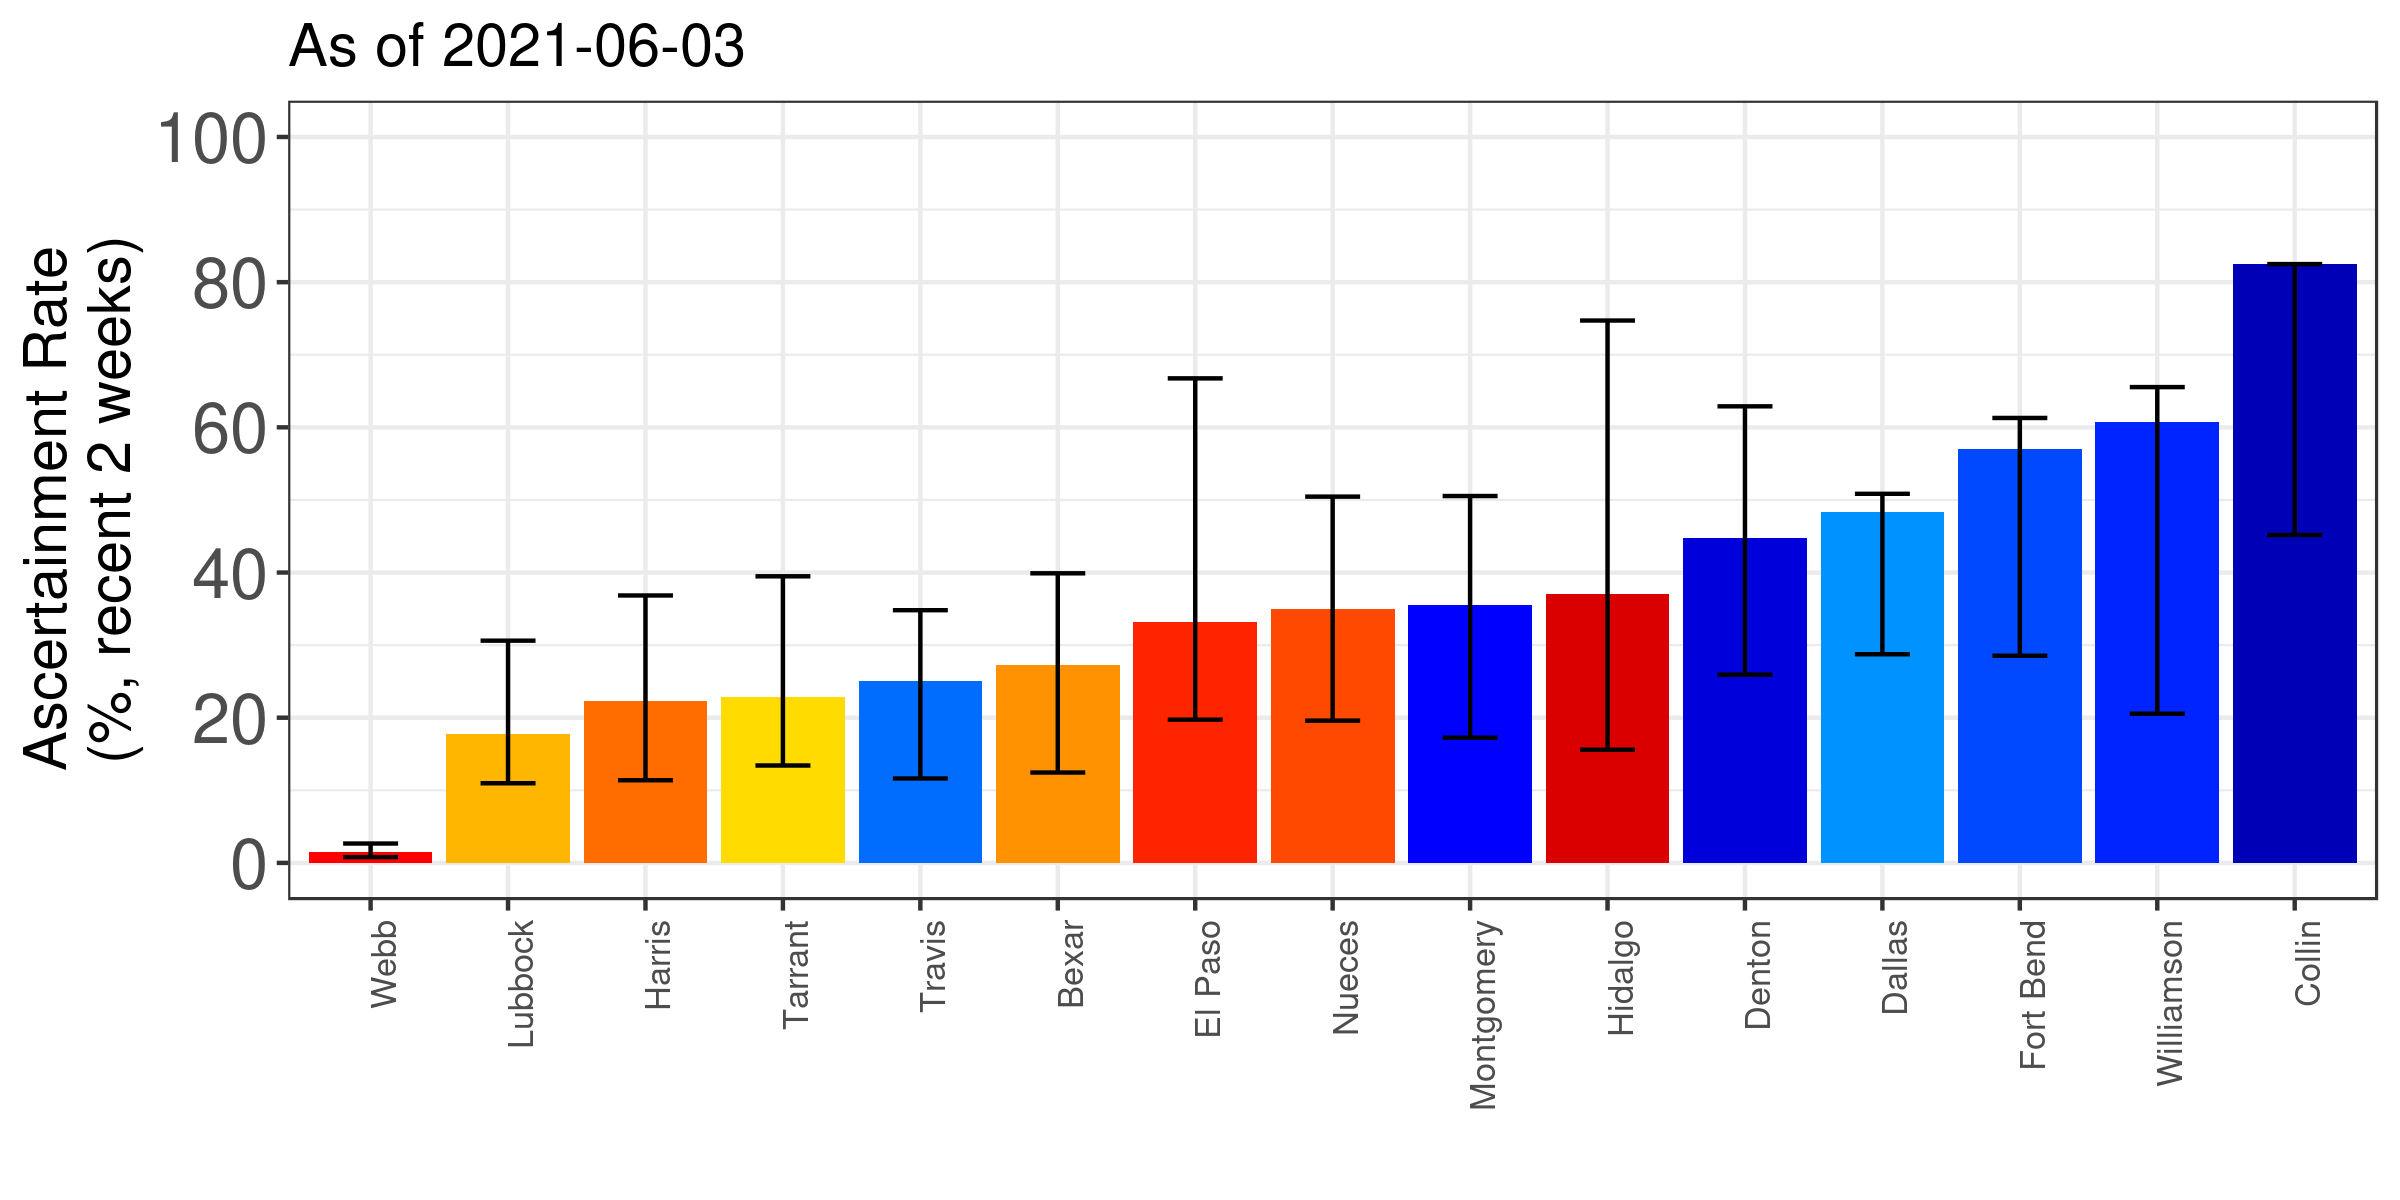 As of 2021-06-03
Ascertainment Rate
(%, recent 2 weeks)
100
80
60
40
20
0
Webb
Lubbock
Harris
Tarrant
Travis
Bexar
El Paso
Nueces
Montgomery
Hidalgo
Denton
Dallas
Fort Bend
Williamson
Collin